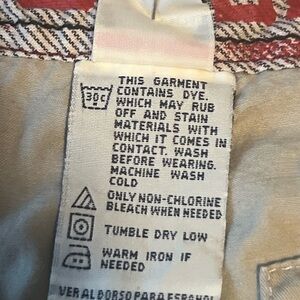 THIS GARMENT
30C CONTAINS DYE.
WHICH MAY RUB
OFF AND STAIN
MATERIALS WITH
WHICH IT COMES IN
CONTACT. WASH
BEFORE WEARING.
MACHINE WASH
COLD
ONLY NON-CHLORINE
BLEACH WHEN NEEDED
TUMBLE DRY LOW
WARM IRON IF
NEEDED
VER AL DORSO PARA ESPAÑOL